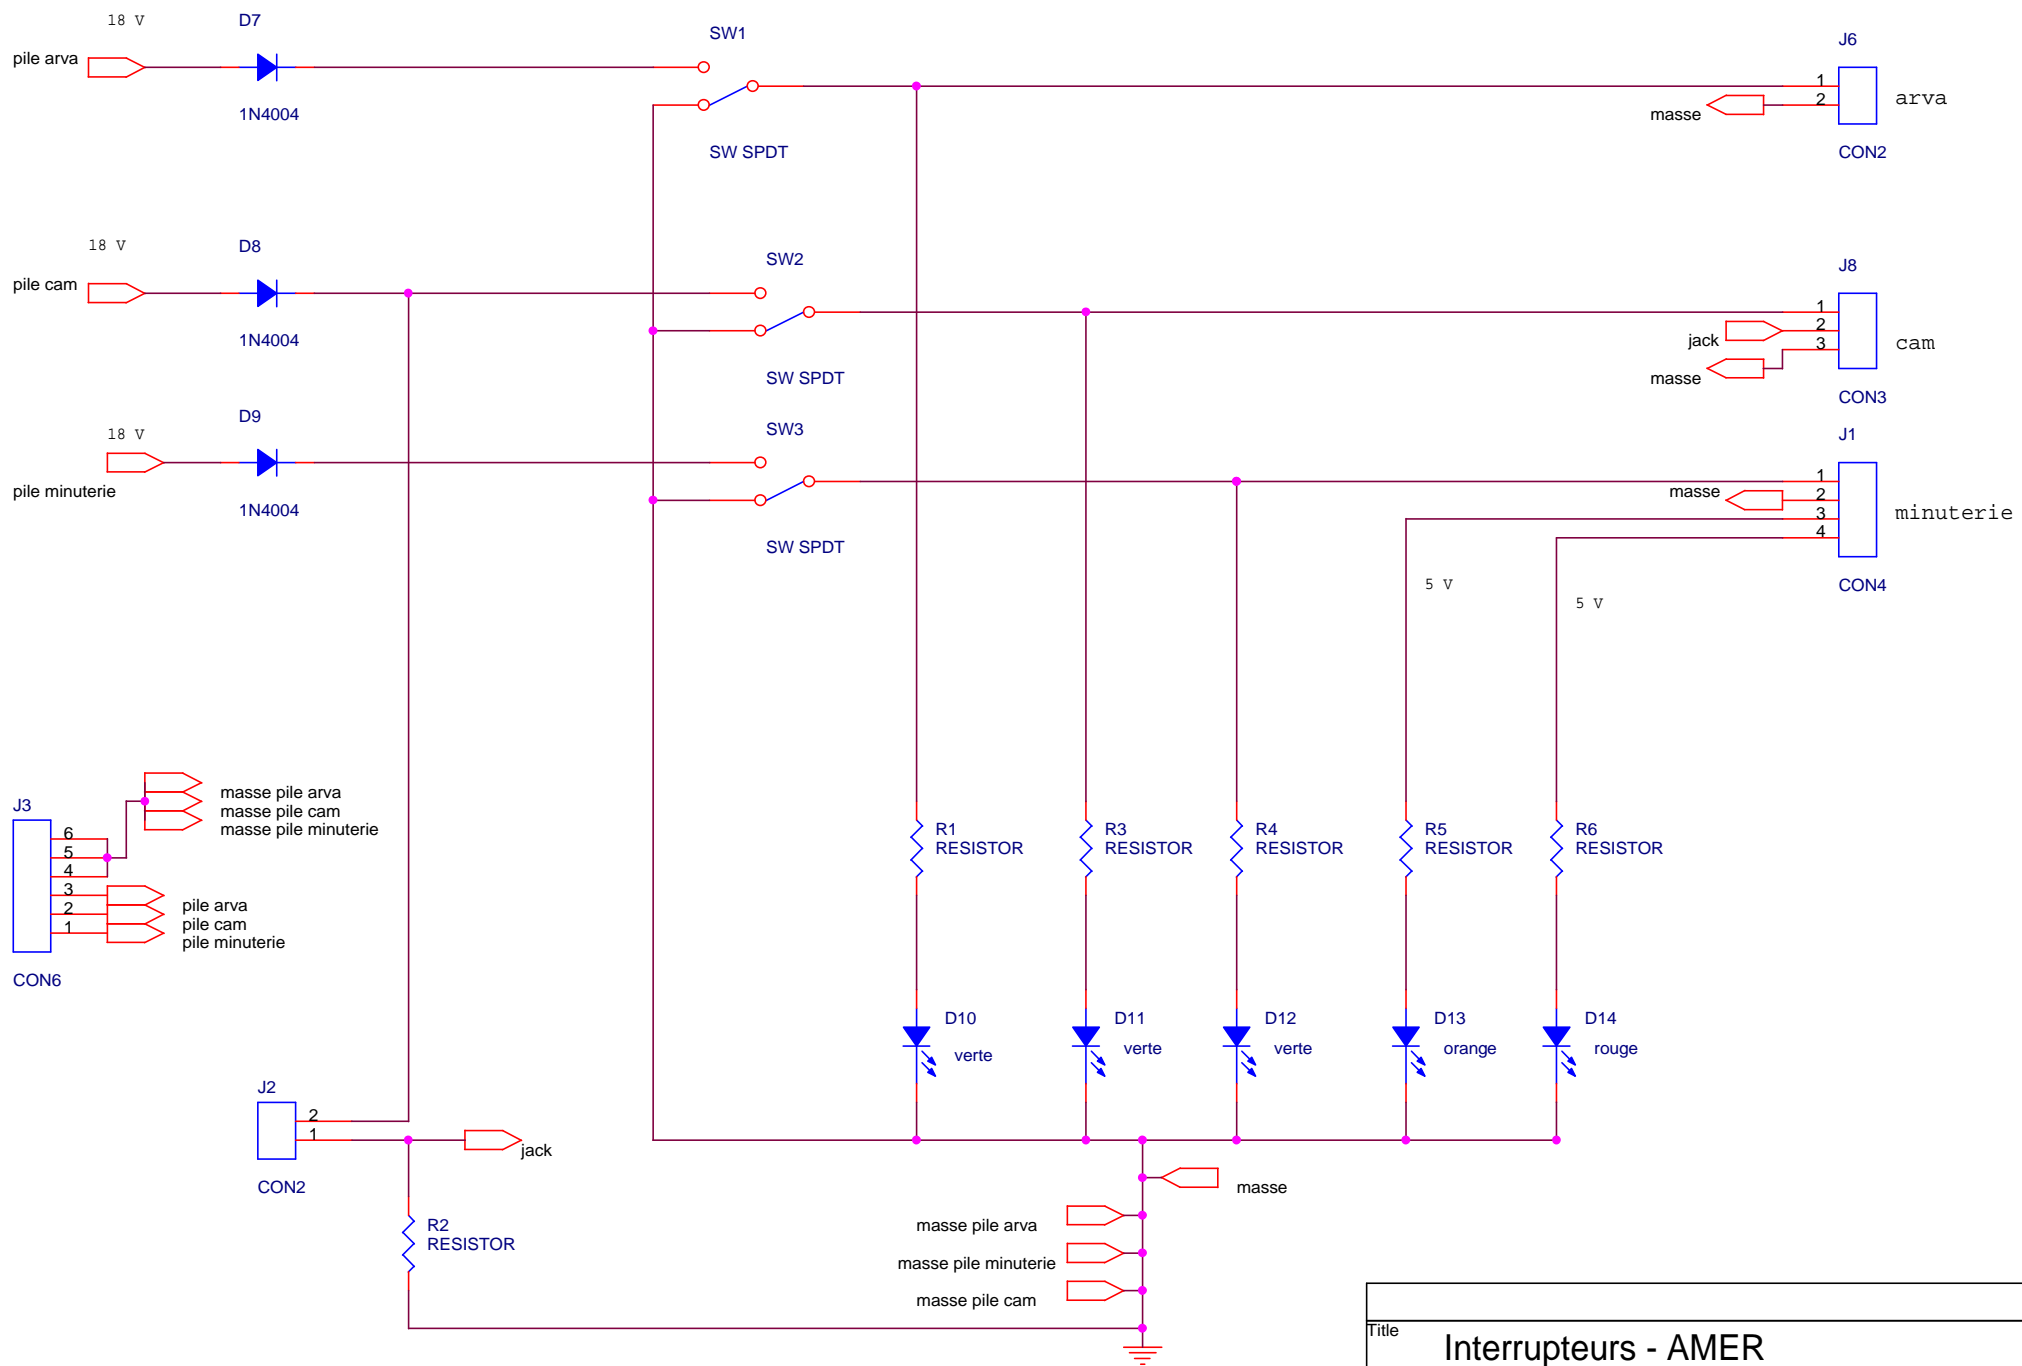 18 V
D7
SW1
J6
pile arva
1
2
arva
masse
1N4004
SW SPDT
CON2
18 V
D8
SW2
J8
pile cam
1
2
3
jack
cam
masse
1N4004
SW SPDT
CON3
D9
SW3
J1
18 V
1
2
3
4
masse
minuterie
pile minuterie
1N4004
SW SPDT
CON4
5 V
5 V
J3
masse pile arva
masse pile cam
masse pile minuterie
6
5
4
3
2
1
pile arva
pile cam
pile minuterie
CON6
R1
RESISTOR
R3
RESISTOR
R4
RESISTOR
R5
RESISTOR
R6
RESISTOR
D10
verte
D11
verte
D12
verte
D13
orange
D14
rouge
J2
2
1
jack
CON2
masse
R2
RESISTOR
masse pile arva
masse pile minuterie
masse pile cam
Title
Interrupteurs - AMER